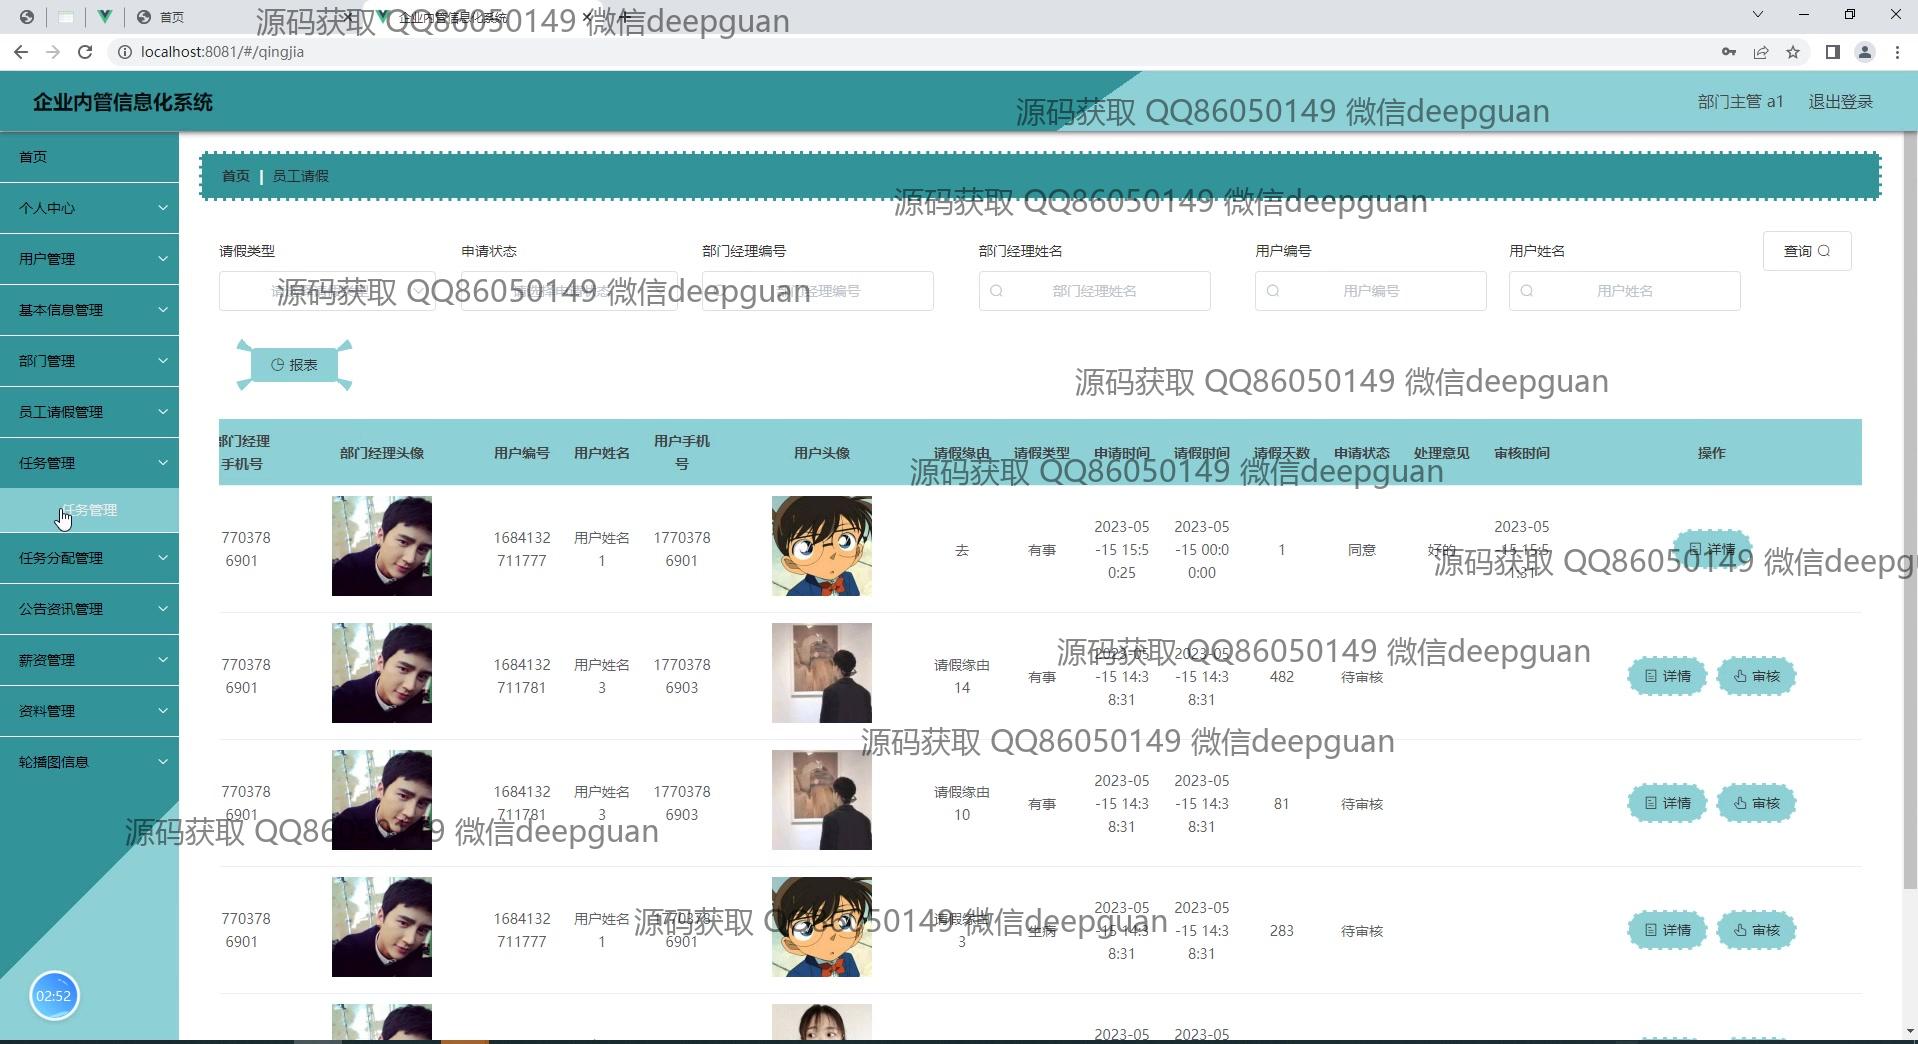 首页
企业内管信息化系统
源码获取 QQ86050149 微信deepguan
localhost:8081/#/qingjia
企业内管信息化系统
源码获取 QQ86050149 微信deepguan
部门主管 a1
退出登录
首页
个人中心
用户管理
基本信息管理
部门管理
员工请假管理
任务管理
任务管理
任务分配管理
公告资讯管理
薪资管理
资料管理
轮播图信息
02:52
首页 | 员工请假
源码获取 QQ86050149 微信deepguan
请假类型 申请状态 部门经理编号 部门经理姓名 用户编号 用户姓名 查询
部门经理姓名 用户编号 用户姓名
源码获取 QQ86050149 微信deepguan
报表
源码获取 QQ86050149 微信deepguan
部门经理手机号 部门经理头像 用户编号 用户姓名 用户手机号 用户头像 请假缘由 请假类型 申请时间 请假时间 请假天数 申请状态 处理意见 审核时间 操作
源码获取 QQ86050149 微信deepguan
7703786901 1684132711777 用户姓名1 17703786901 去 有事 2023-05-15 15:50:25 2023-05-15 00:00:00 1 同意 好的 2023-05-15 15:51:31 详情
源码获取 QQ86050149 微信deepg
7703786901 1684132711781 用户姓名3 17703786903 请假缘由14 有事 2023-05-15 14:38:31 2023-05-15 14:38:31 482 待审核 详情 审核
源码获取 QQ86050149 微信deepguan
源码获取 QQ86050149 微信deepguan
7703786901 1684132711781 用户姓名3 17703786903 请假缘由10 有事 2023-05-15 14:38:31 2023-05-15 14:38:31 81 待审核 详情 审核
源码获取 QQ86050149 微信deepguan
7703786901 1684132711777 用户姓名1 17703786901 请假缘由3 生病 2023-05-15 14:38:31 2023-05-15 14:38:31 283 待审核 详情 审核
源码获取 QQ86050149 微信deepguan
2023-05 2023-05